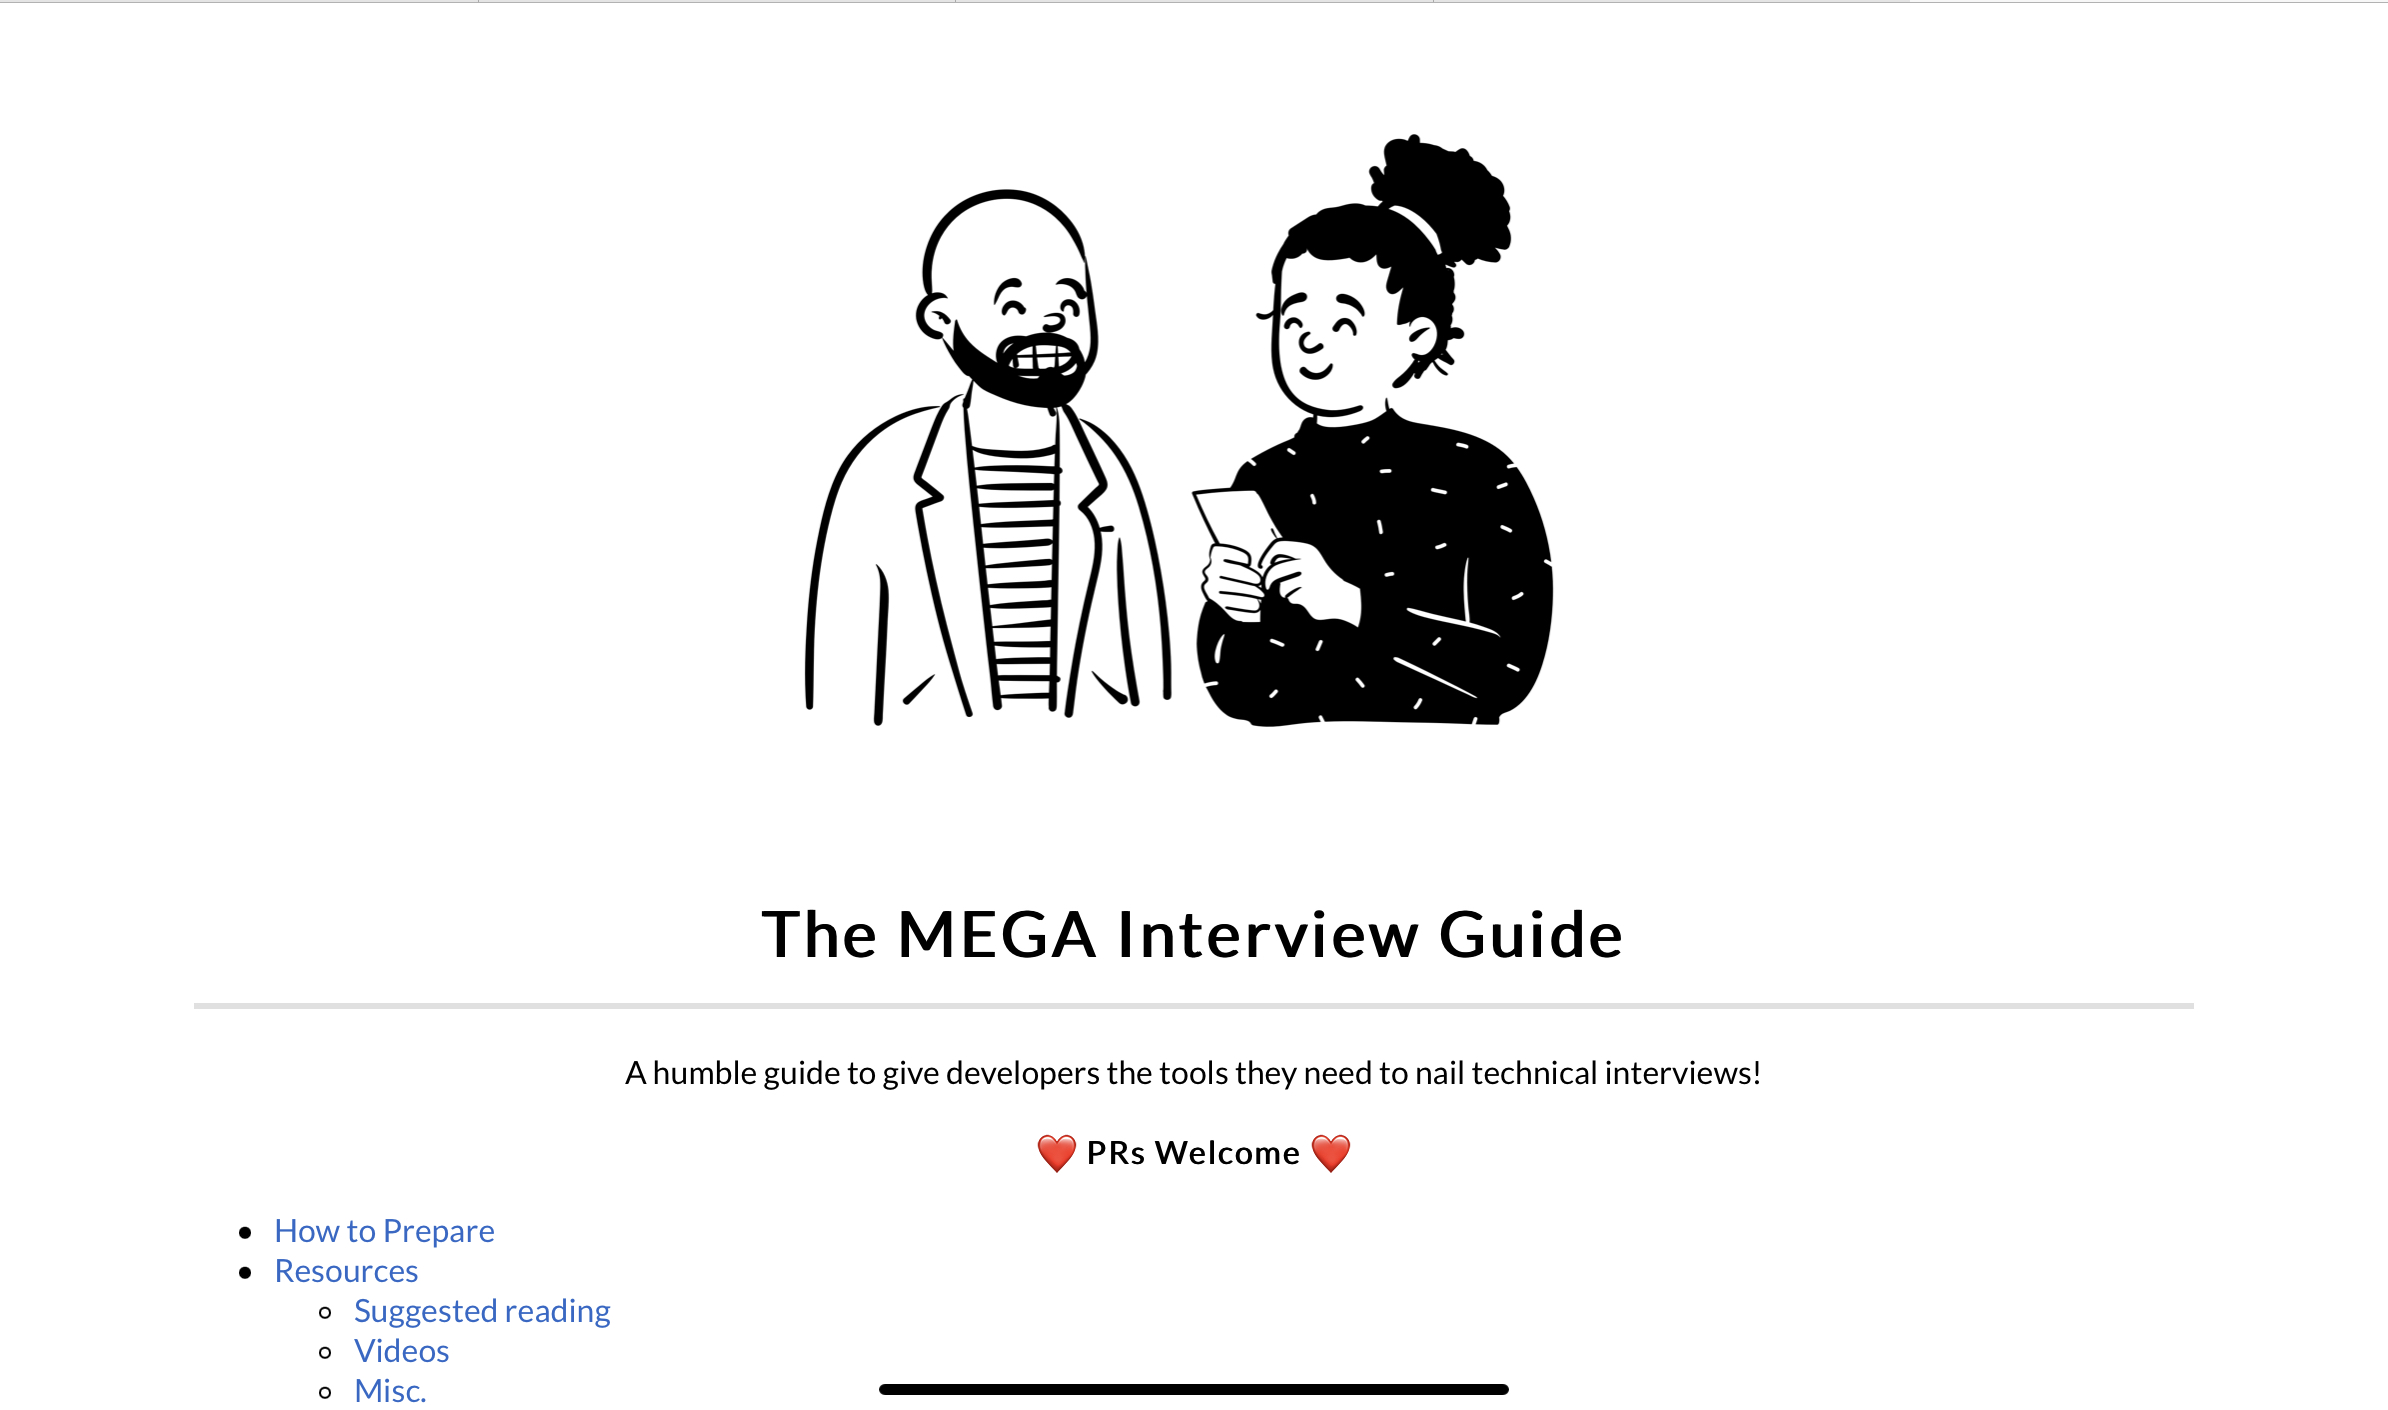 The MEGA Interview Guide
A humble guide to give developers the tools they need to nail technical interviews!
❤️ PRs Welcome ❤️
How to Prepare
Resources
Suggested reading
Videos
Misc.